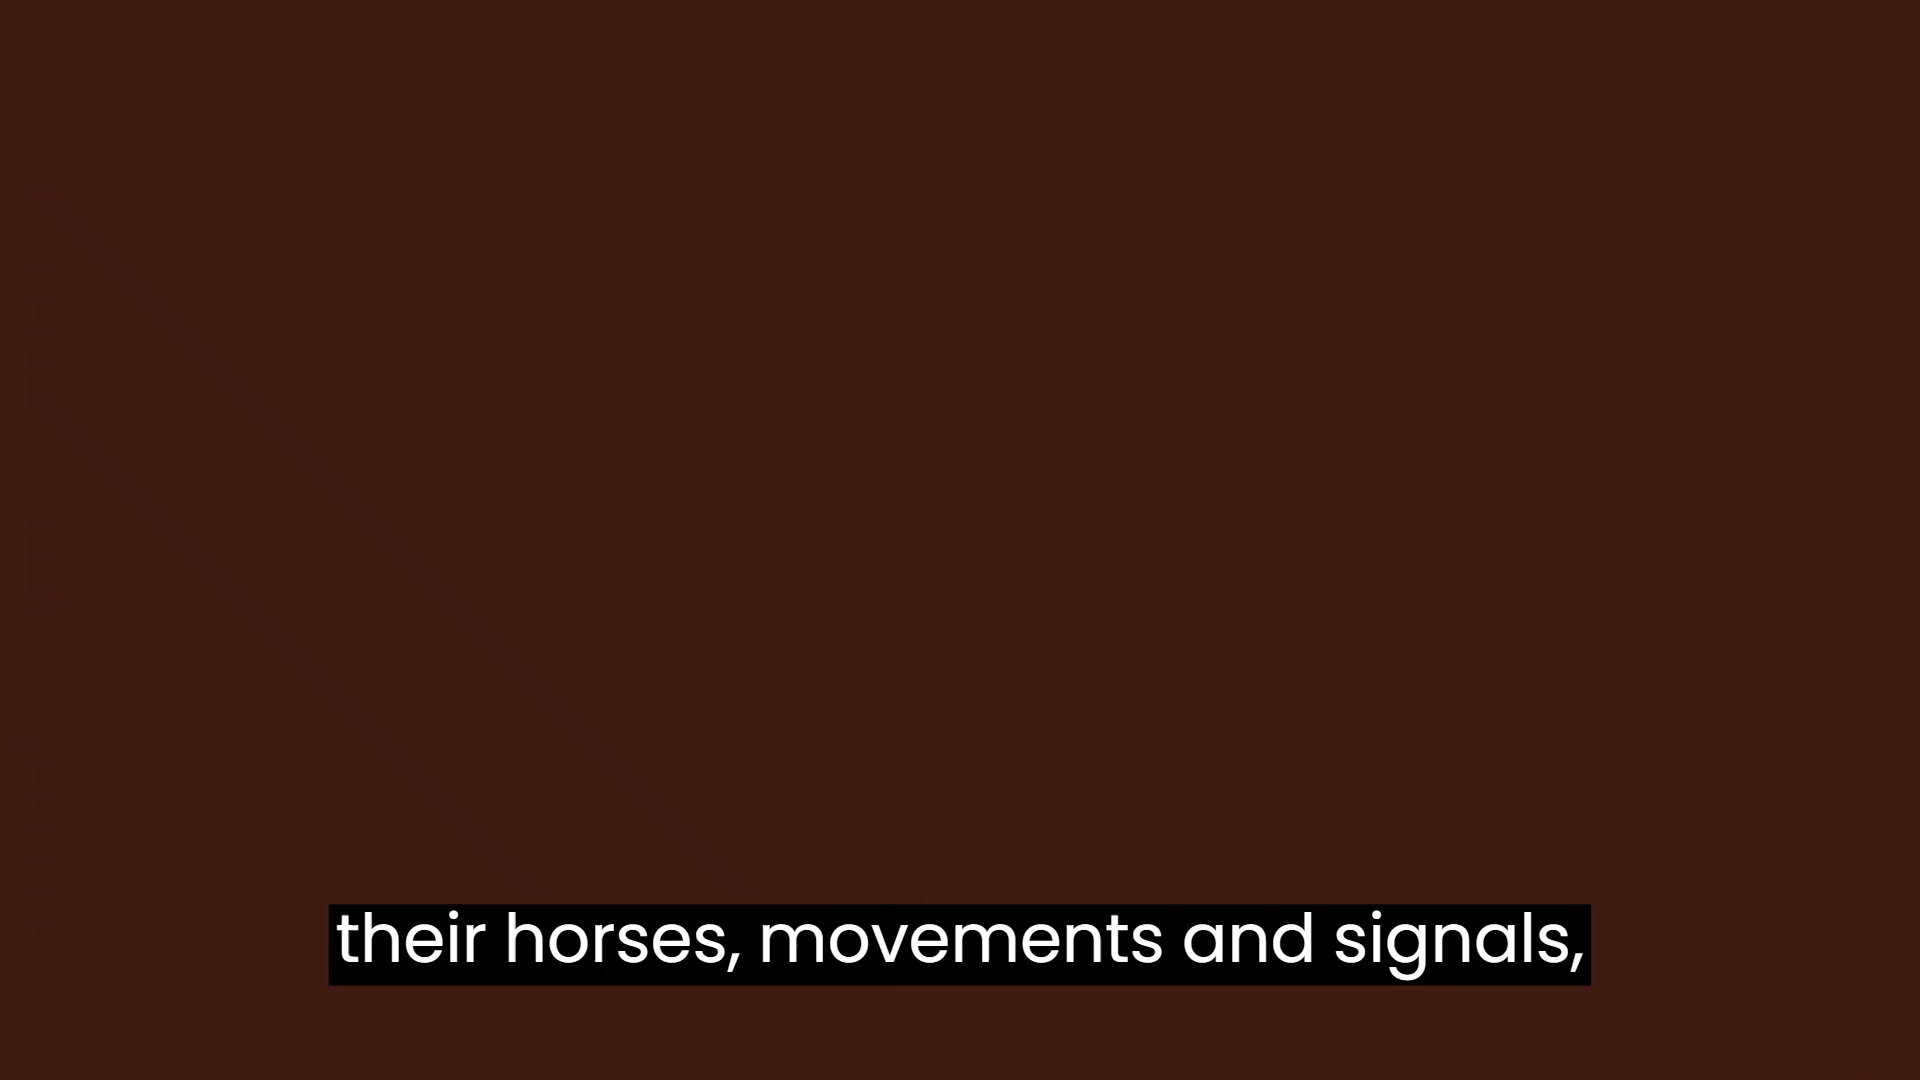 their horses, movements and signals,